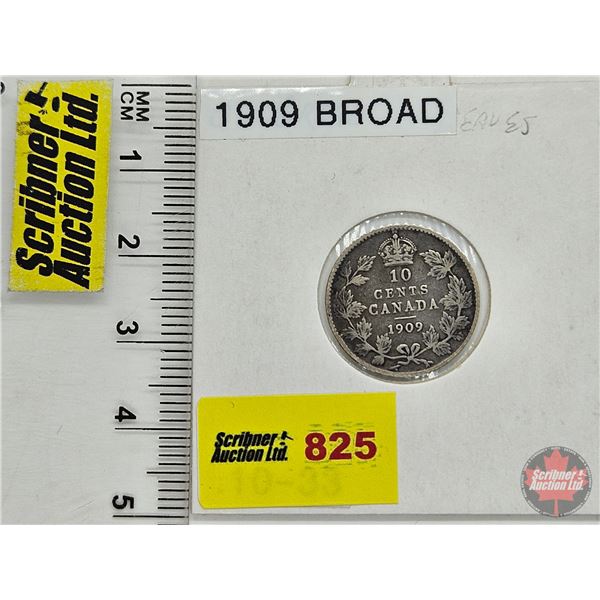 Scribner
Auction Ltd.
MM
CM
1
2
3
4
5
1909 BROAD
10
CENTS
CANADA
1909
Scribner
Auction Ltd.
825
Scribner
Auction Ltd.